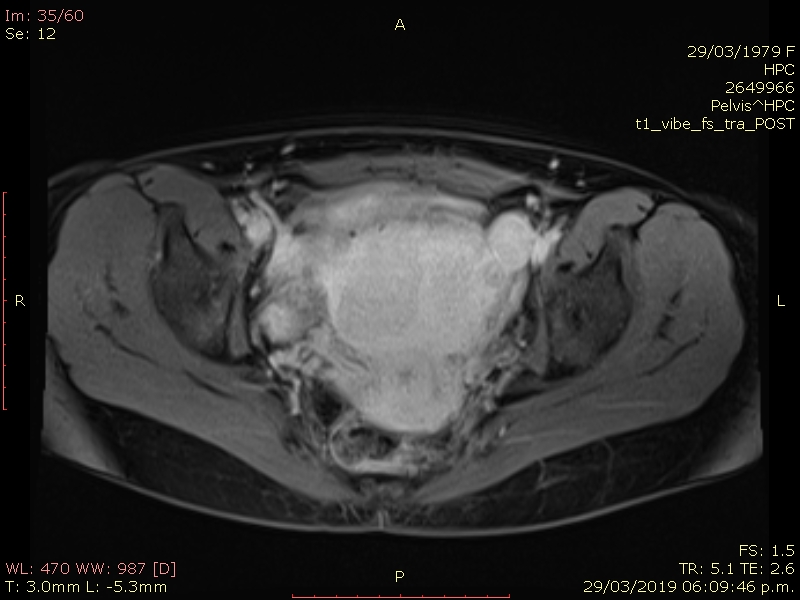 Im: 35/60
Se: 12
A
29/03/1979 F
HPC
2649966
Pelvis^HPC
t1_vibe_fs_tra_POST
R
L
WL: 470 WW: 987 [D]
T: 3.0mm L: -5.3mm
P
FS: 1.5
TR: 5.1 TE: 2.6
29/03/2019 06:09:46 p.m.